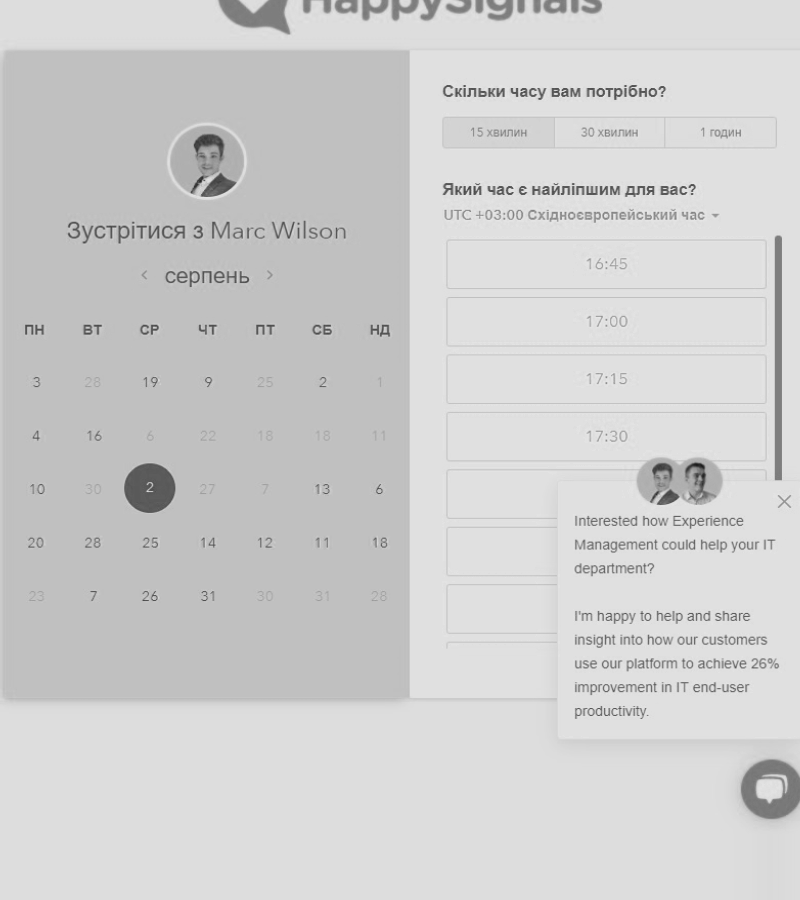 HappySignals
Зустрітися з Marc Wilson
серпень
ПН ВТ СР ЧТ ПТ СБ НД
3 28 19 9 25 2 1
4 16 6 22 18 18 11
10 30 2 27 7 13 6
20 28 25 14 12 11 18
23 7 26 31 30 31 28
Скільки часу вам потрібно?
15 хвилин 30 хвилин 1 годин
Який час є найліпшим для вас?
UTC +03:00 Східноєвропейський час
16:45
17:00
17:15
17:30
Interested how Experience
Management could help your IT
department?
I'm happy to help and share
insight into how our customers
use our platform to achieve 26%
improvement in IT end-user
productivity.